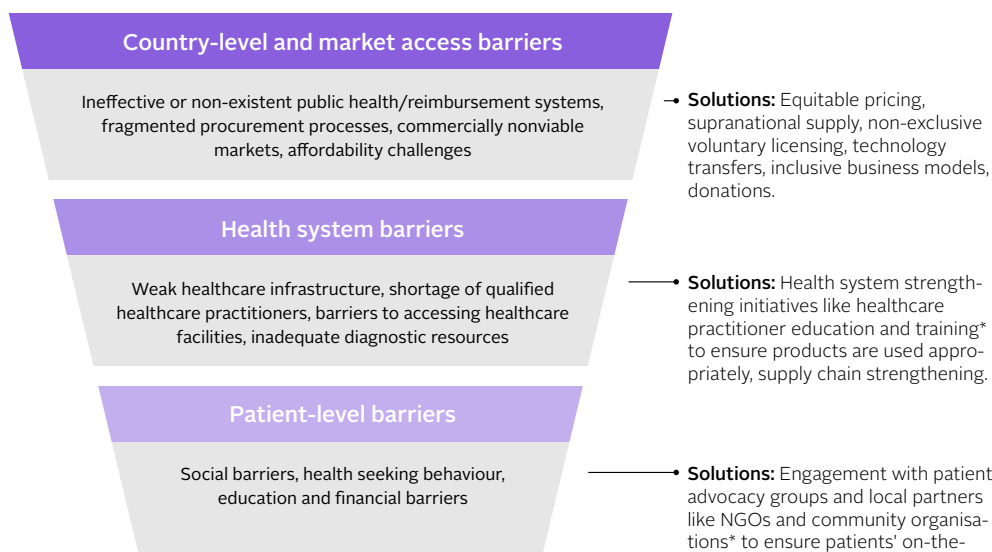 Country-level and market access barriers
Ineffective or non-existent public health/reimbursement systems,
fragmented procurement processes, commercially nonviable
markets, affordability challenges
Solutions: Equitable pricing,
supranational supply, non-exclusive
voluntary licensing, technology
transfers, inclusive business models,
donations.
Health system barriers
Weak healthcare infrastructure, shortage of qualified
healthcare practitioners, barriers to accessing healthcare
facilities, inadequate diagnostic resources
Solutions: Health system strength-
ening initiatives like healthcare
practitioner education and training*
to ensure products are used appro-
priately, supply chain strengthening.
Patient-level barriers
Social barriers, health seeking behaviour,
education and financial barriers
Solutions: Engagement with patient
advocacy groups and local partners
like NGOs and community organisa-
tions* to ensure patients' on-the-